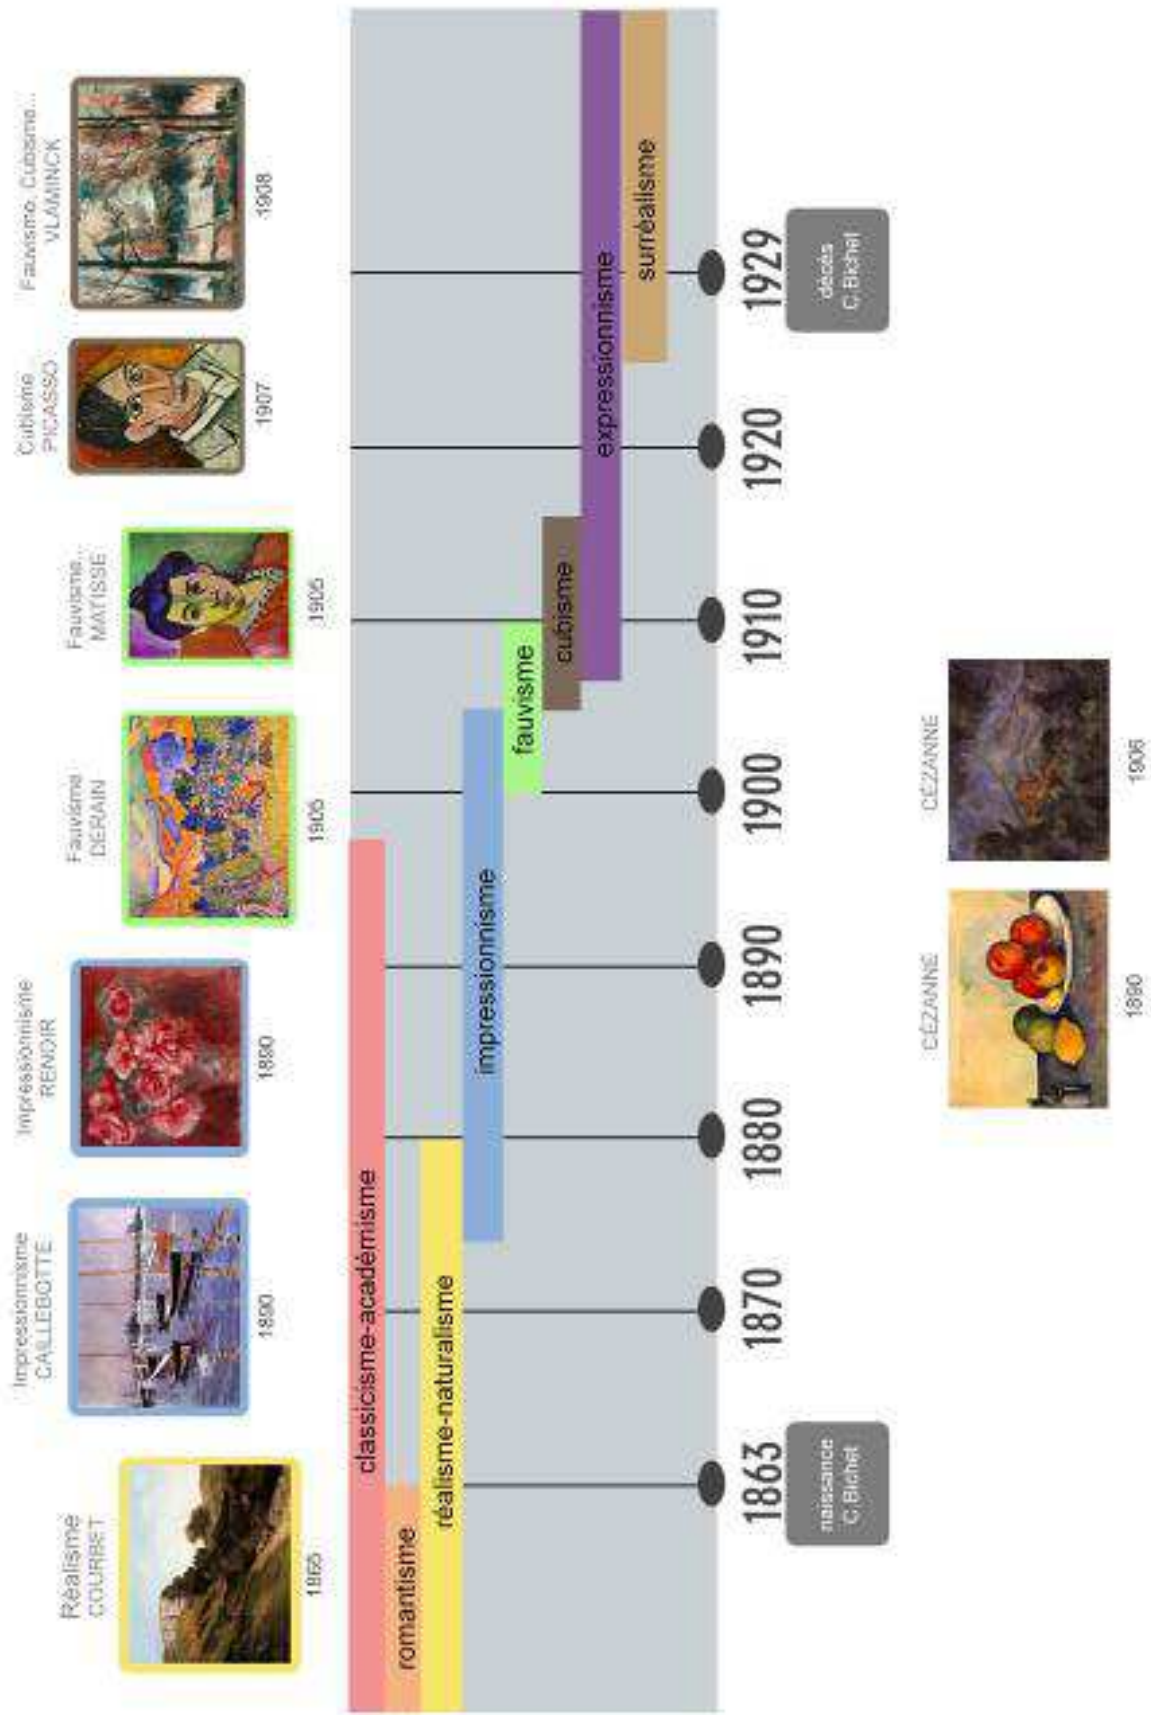 Réalisme
COURBET
1865
Impressionnisme
CAILLEBOTTE
1890
Impressionnisme
RENOIR
1890
Fauvisme
DERAIN
1905
Fauvisme...
MATISSE
1905
Cubisme
PICASSO
1907
Fauvisme, Cubisme...
VLAMINCK
1908
classicisme-académisme
romantisme
réalisme-naturalisme
impressionnisme
fauvisme
cubisme
expressionnisme
surréalisme
1863
1870
1880
1890
1900
1910
1920
1929
naissance
C.Bichet
décès
C.Bichet
CÉZANNE
1890
CÉZANNE
1906